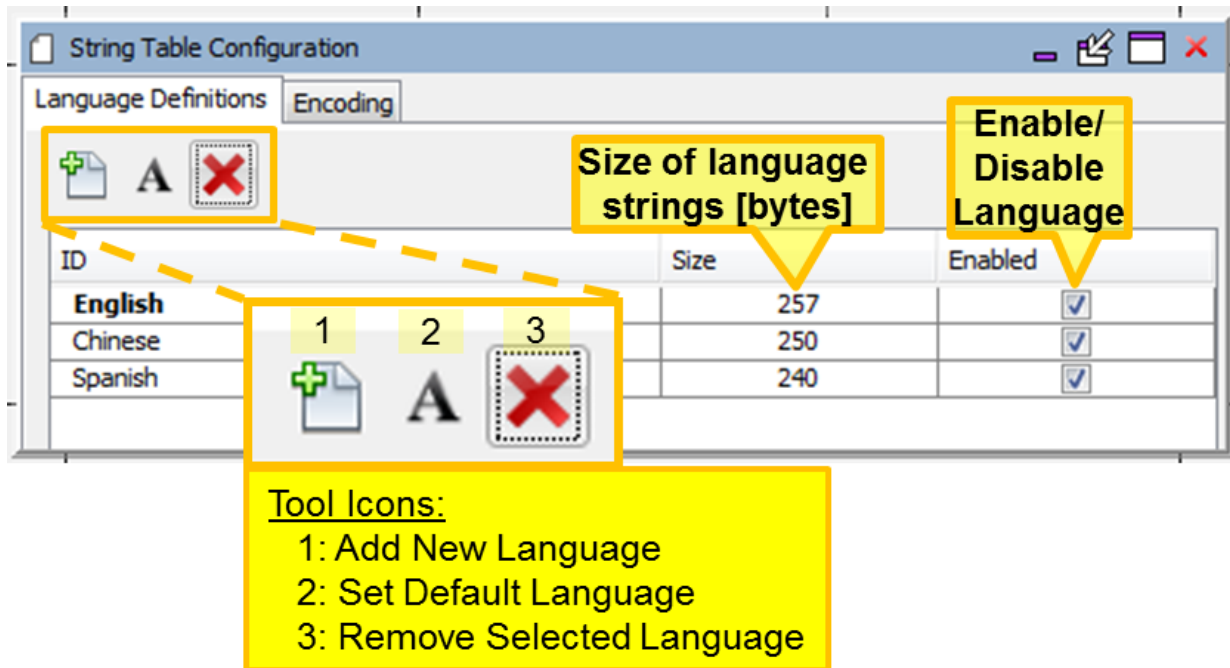 String Table Configuration
Language Definitions
Encoding
A
Size of language
strings [bytes]
Enable/
Disable
Language
ID Size Enabled
English 257
Chinese 250
Spanish 240
1 2 3
A
Tool Icons:
1: Add New Language
2: Set Default Language
3: Remove Selected Language